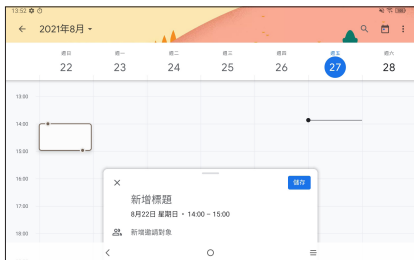 13:52
2021年8月
週日 週一 週二 週三 週四 週五 週六
22 23 24 25 26 27 28
13:00
14:00
15:00
16:00
17:00
18:00
儲存
新增標題
8月22日 星期日 • 14:00 – 15:00
新增邀請對象